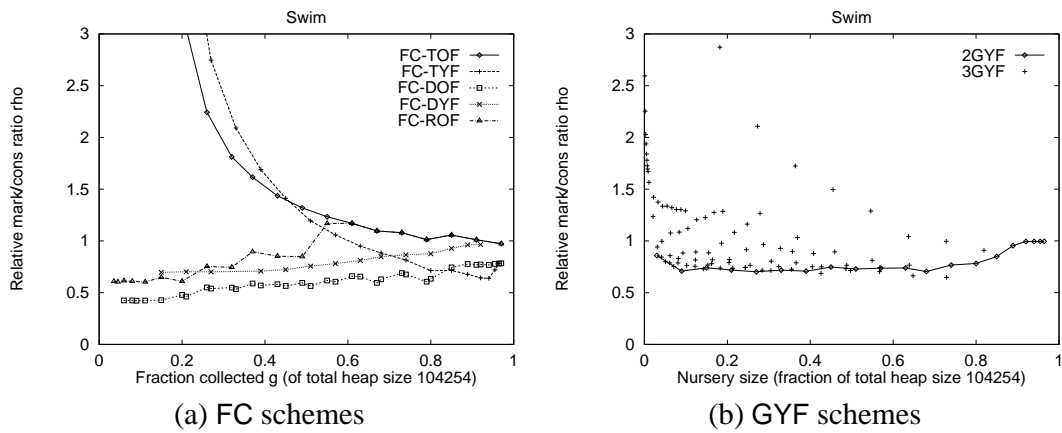 Swim
3
2.5
2
1.5
1
0.5
0
Relative mark/cons ratio rho
FC-TOF
FC-TYF
FC-DOF
FC-DYF
FC-ROF
0 0.2 0.4 0.6 0.8 1
Fraction collected g (of total heap size 104254)
(a) FC schemes
Swim
3
2.5
2
1.5
1
0.5
0
Relative mark/cons ratio rho
2GYF
3GYF
0 0.2 0.4 0.6 0.8 1
Nursery size (fraction of total heap size 104254)
(b) GYF schemes